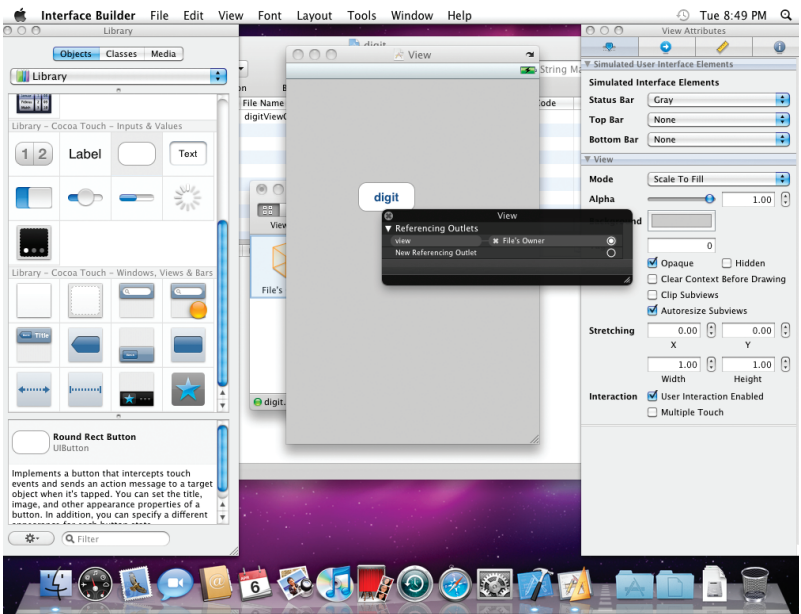 Interface Builder File Edit View Font Layout Tools Window Help
Tue 8:49 PM
Library
Objects Classes Media
Library
Library – Cocoa Touch – Inputs & Values
1 2
Label
Text
Library – Cocoa Touch – Windows, Views & Bars
Title
Round Rect Button
UIButton
Implements a button that intercepts touch
events and sends an action message to a target
object when it's tapped. You can set the title,
image, and other appearance properties of a
button. In addition, you can specify a different
Filter
digit
File Name
digitViewC
View
File's
digit.
String Ma
Code
View
digit
View
Referencing Outlets
view
File's Owner
New Referencing Outlet
View Attributes
Simulated User Interface Elements
Simulated Interface Elements
Status Bar Gray
Top Bar None
Bottom Bar None
View
Mode Scale To Fill
Alpha 1.00
0
Opaque Hidden
Clear Context Before Drawing
Clip Subviews
Autoresize Subviews
Stretching 0.00 0.00
X Y
1.00 1.00
Width Height
Interaction User Interaction Enabled
Multiple Touch
6